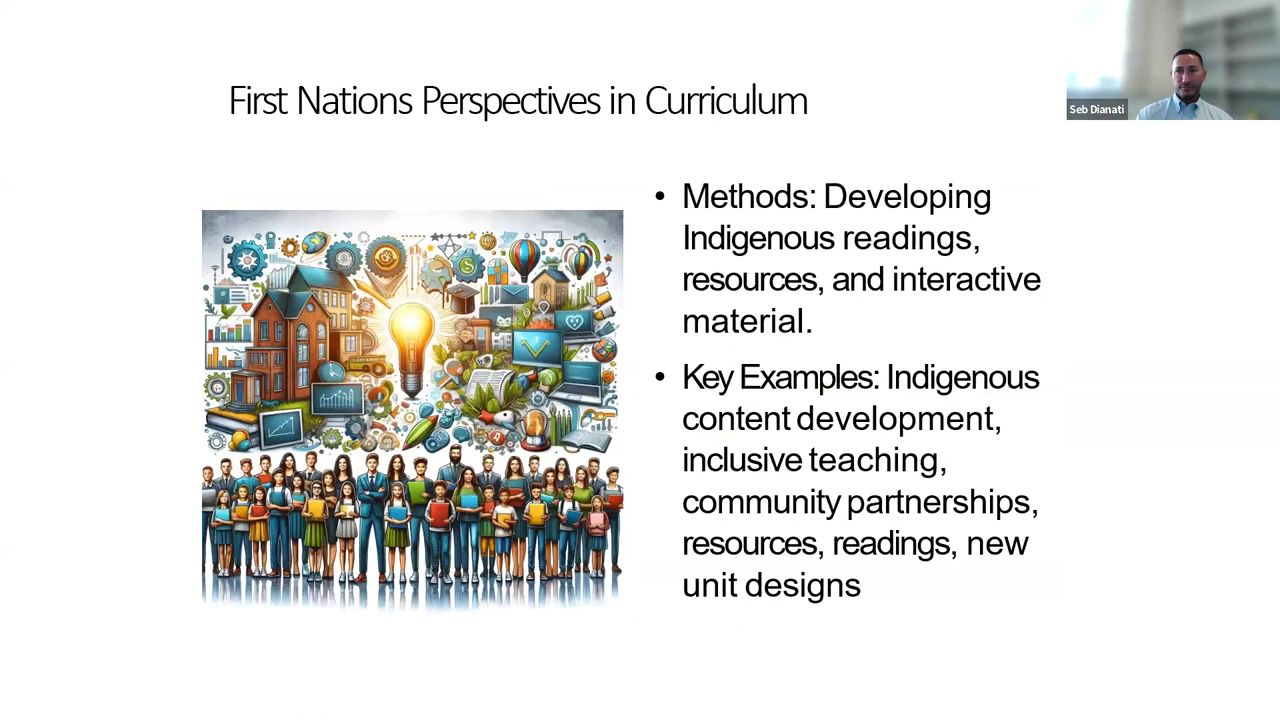 First Nations Perspectives in Curriculum
Seb Dianati
• Methods: Developing
Indigenous readings,
resources, and interactive
material.
• Key Examples: Indigenous
content development,
inclusive teaching,
community partnerships,
resources, readings, new
unit designs